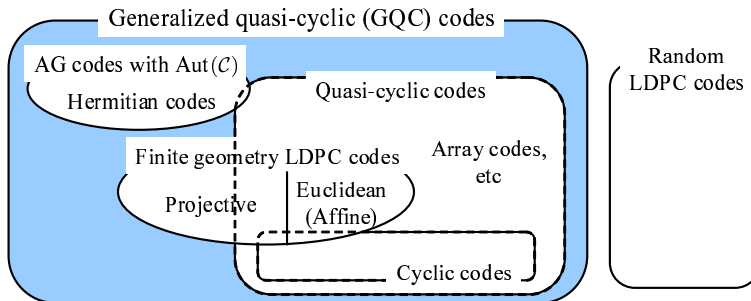 Generalized quasi-cyclic (GQC) codes
AG codes with Aut(𝒞)
Hermitian codes
Quasi-cyclic codes
Random
LDPC codes
Finite geometry LDPC codes
Array codes,
etc
Projective
Euclidean
(Affine)
Cyclic codes